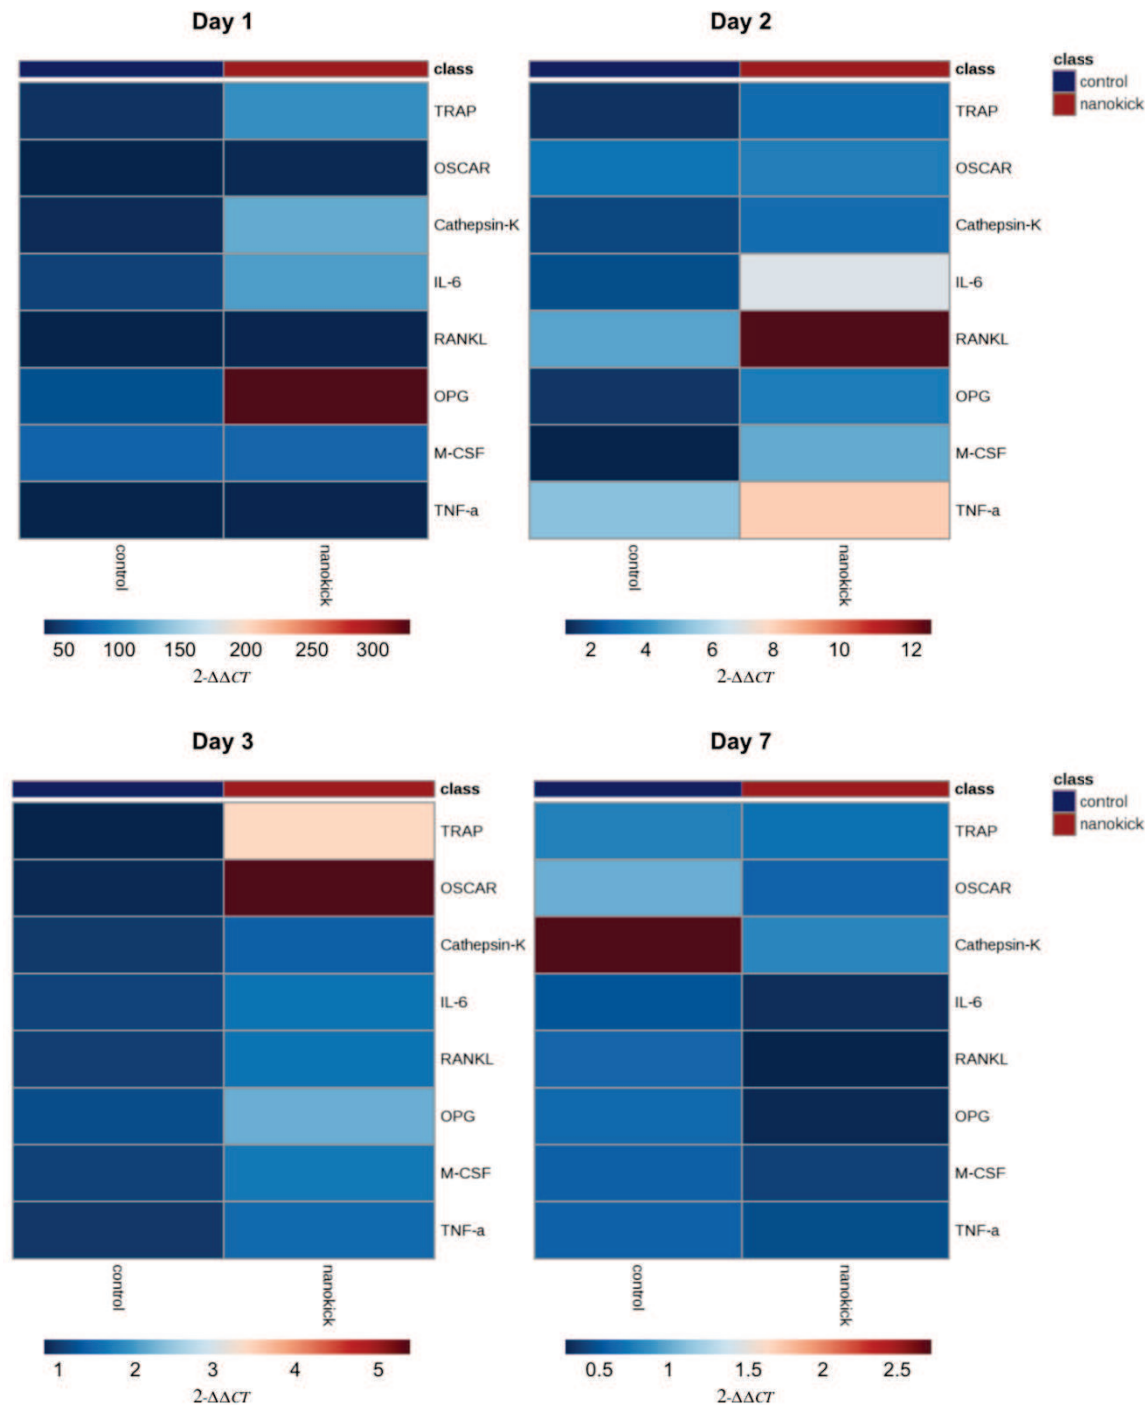 Day 1
class
TRAP
OSCAR
Cathepsin-K
IL-6
RANKL
OPG
M-CSF
TNF-a
control
nanokick
50 100 150 200 250 300
2-ΔΔCT
Day 2
class
TRAP
OSCAR
Cathepsin-K
IL-6
RANKL
OPG
M-CSF
TNF-a
control
nanokick
2 4 6 8 10 12
2-ΔΔCT
class
control
nanokick
Day 3
class
TRAP
OSCAR
Cathepsin-K
IL-6
RANKL
OPG
M-CSF
TNF-a
control
nanokick
1 2 3 4 5
2-ΔΔCT
Day 7
class
TRAP
OSCAR
Cathepsin-K
IL-6
RANKL
OPG
M-CSF
TNF-a
control
nanokick
0.5 1 1.5 2 2.5
2-ΔΔCT
class
control
nanokick